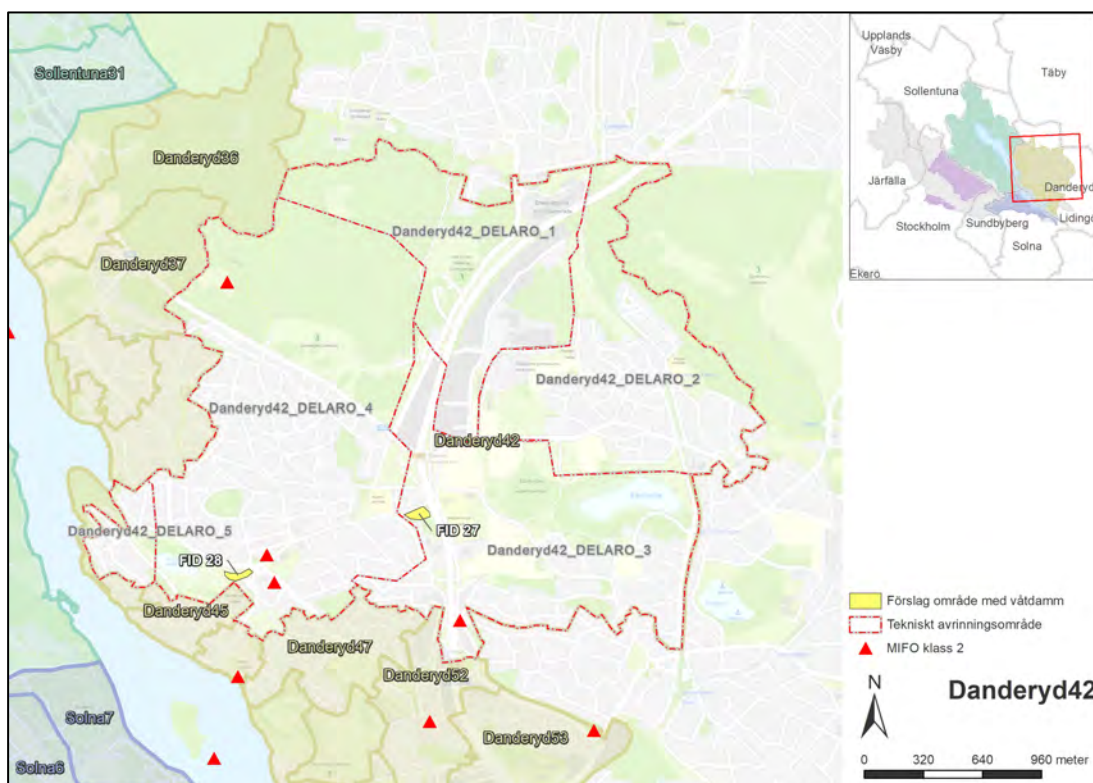 Sollentuna31
Danderyd36
Danderyd42_DELARO_1
Danderyd37
Danderyd42_DELARO_2
Danderyd42_DELARO_4
Danderyd42
FID 27
Danderyd42_DELARO_5
Danderyd42_DELARO_3
FID 28
Danderyd45
Danderyd47
Danderyd52
Solna7
Danderyd53
Solna6
Upplands
Väsby
Täby
Sollentuna
Järfälla
Danderyd
Stockholm
Sundbyberg
Lidingö
Solna
Ekerö
Förslag område med våtdamm
Tekniskt avrinningsområde
MIFO klass 2
N
Danderyd42
0 320 640 960 meter